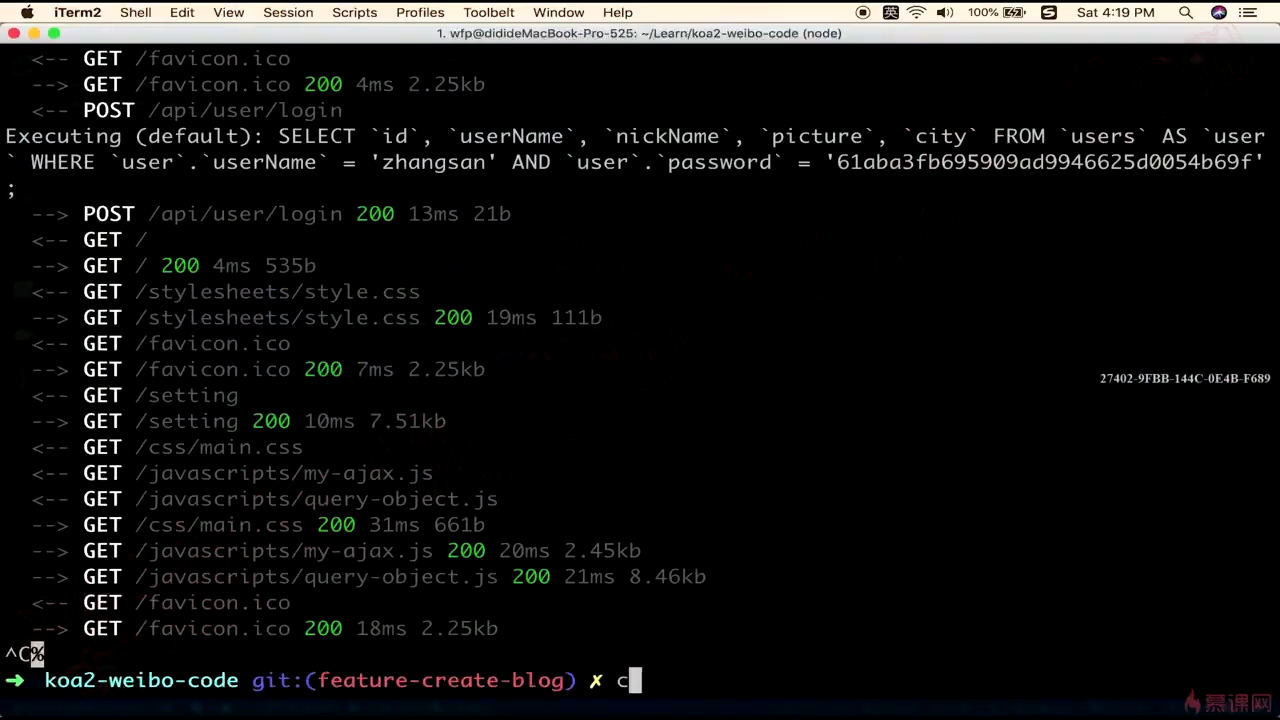 iTerm2 Shell Edit View Session Scripts Profiles Toolbelt Window Help 英 100% S Sat 4:19 PM
1. wfp@didideMacBook-Pro-525: ~/Learn/koa2-weibo-code (node)
<-- GET /favicon.ico
--> GET /favicon.ico 200 4ms 2.25kb
<-- POST /api/user/login
Executing (default): SELECT `id`, `userName`, `nickName`, `picture`, `city` FROM `users` AS `user
` WHERE `user`.`userName` = 'zhangsan' AND `user`.`password` = '61aba3fb695909ad9946625d0054b69f'
;
--> POST /api/user/login 200 13ms 21b
<-- GET /
--> GET / 200 4ms 535b
<-- GET /stylesheets/style.css
--> GET /stylesheets/style.css 200 19ms 111b
<-- GET /favicon.ico
--> GET /favicon.ico 200 7ms 2.25kb
<-- GET /setting
--> GET /setting 200 10ms 7.51kb
<-- GET /css/main.css
<-- GET /javascripts/my-ajax.js
<-- GET /javascripts/query-object.js
--> GET /css/main.css 200 31ms 661b
--> GET /javascripts/my-ajax.js 200 20ms 2.45kb
--> GET /javascripts/query-object.js 200 21ms 8.46kb
<-- GET /favicon.ico
--> GET /favicon.ico 200 18ms 2.25kb
^C%
➜ koa2-weibo-code git:(feature-create-blog) ✗ c
27402-9FBB-144C-0E4B-F689
慕课网